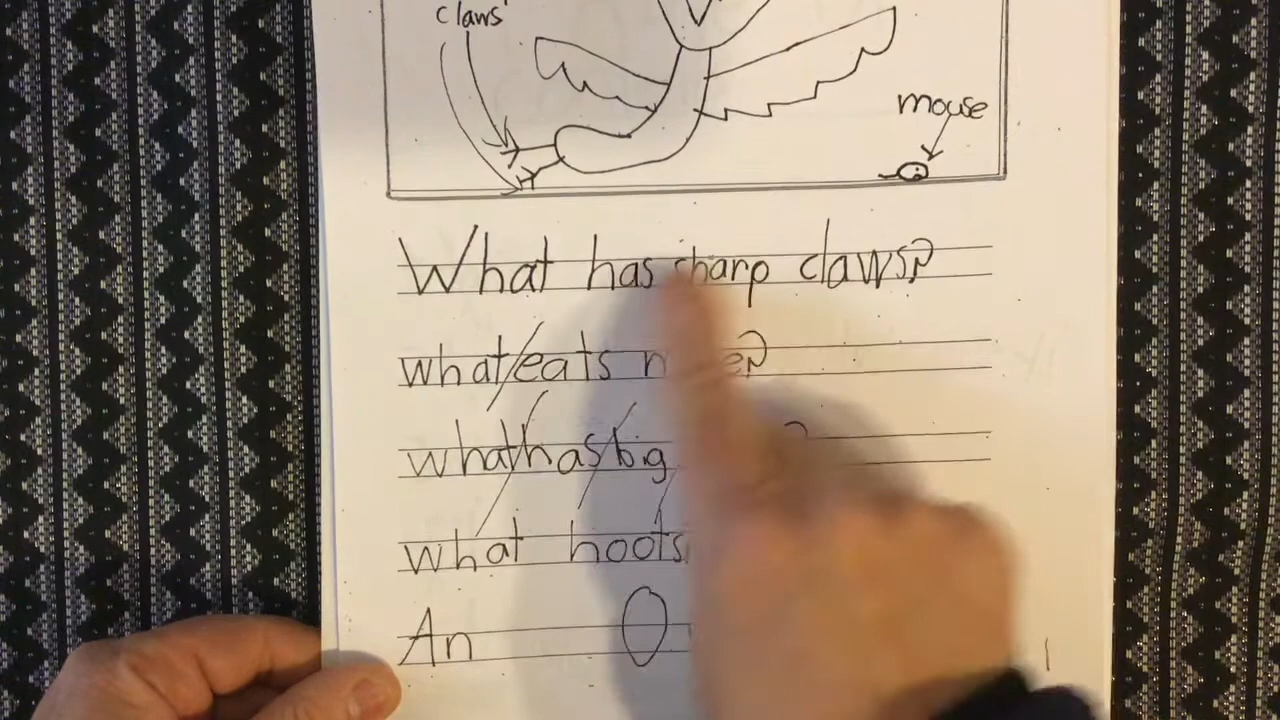 claws
mouse
What has sharp claws?
what/eats
what/has/big
what hoots
An